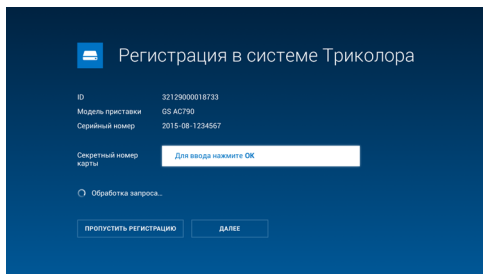 Регистрация в системе Триколора
ID 32129000018733
Модель приставки GS AC790
Серийный номер 2015-08-1234567
Секретный номер
карты
Для ввода нажмите OK
Обработка запроса...
ПРОПУСТИТЬ РЕГИСТРАЦИЮ ДАЛЕЕ